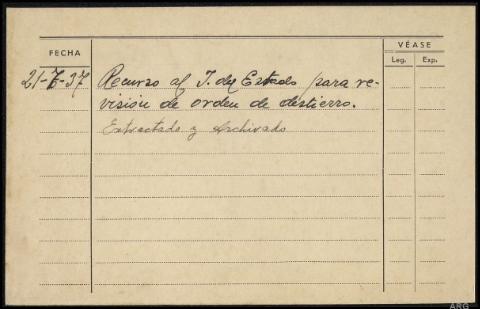 FECHA
VÉASE
Leg. Exp.
21-7-37 Recurso al J. del Estado para re-
visión de orden de destierro.
Extractado y Archivado
ARG